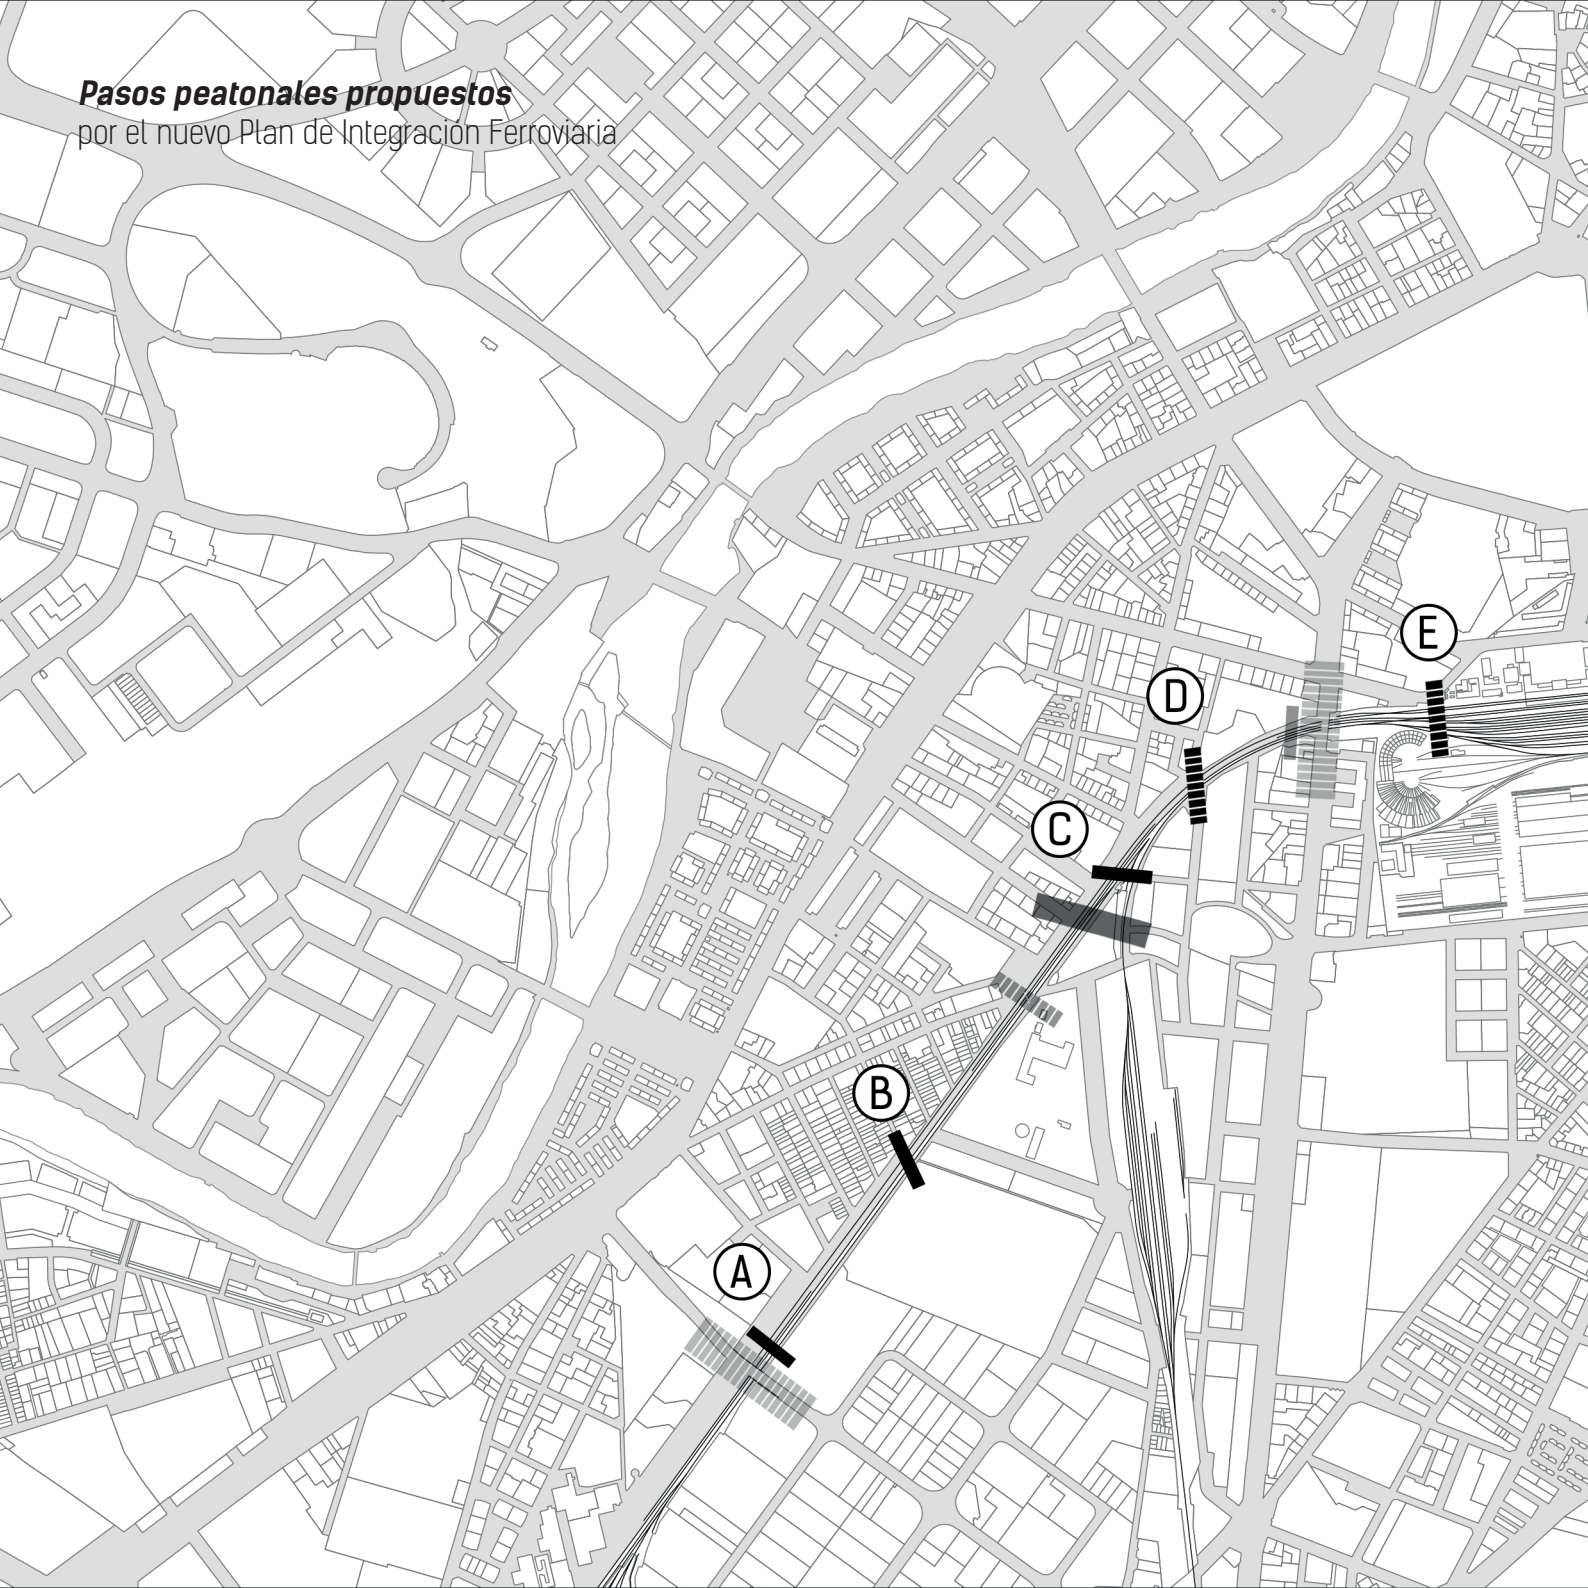 Pasos peatonales propuestos
por el nuevo Plan de Integración Ferroviaria
E
D
C
B
A